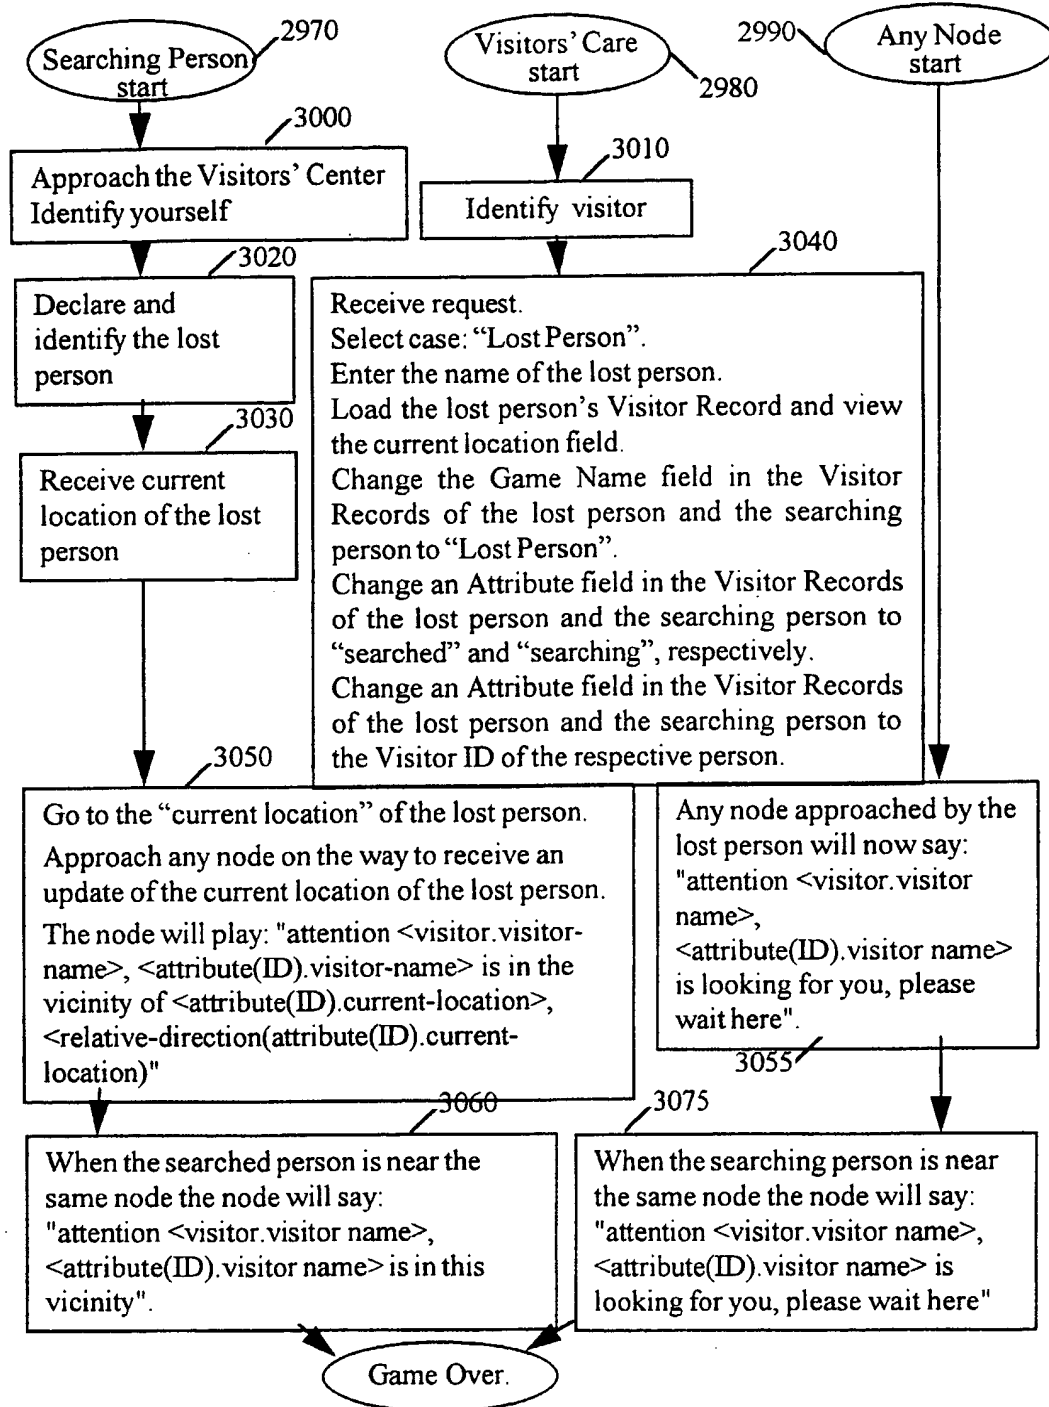 Searching Person
start
2970
Visitors' Care
start
2980
2990
Any Node
start
3000
Approach the Visitors' Center
Identify yourself
3010
Identify visitor
3020
Declare and
identify the lost
person
3030
Receive current
location of the lost
person
3040
Receive request.
Select case: "Lost Person".
Enter the name of the lost person.
Load the lost person's Visitor Record and view
the current location field.
Change the Game Name field in the Visitor
Records of the lost person and the searching
person to "Lost Person".
Change an Attribute field in the Visitor Records
of the lost person and the searching person to
"searched" and "searching", respectively.
Change an Attribute field in the Visitor Records
of the lost person and the searching person to
the Visitor ID of the respective person.
3050
Go to the "current location" of the lost person.
Approach any node on the way to receive an
update of the current location of the lost person.
The node will play: "attention <visitor.visitor-
name>, <attribute(ID).visitor-name> is in the
vicinity of <attribute(ID).current-location>,
<relative-direction(attribute(ID).current-
location)"
Any node approached by the
lost person will now say:
"attention <visitor.visitor
name>,
<attribute(ID).visitor name>
is looking for you, please
wait here".
3055
3060
When the searched person is near the
same node the node will say:
"attention <visitor.visitor name>,
<attribute(ID).visitor name> is in this
vicinity".
3075
When the searching person is near
the same node the node will say:
"attention <visitor.visitor name>,
<attribute(ID).visitor name> is
looking for you, please wait here"
Game Over.